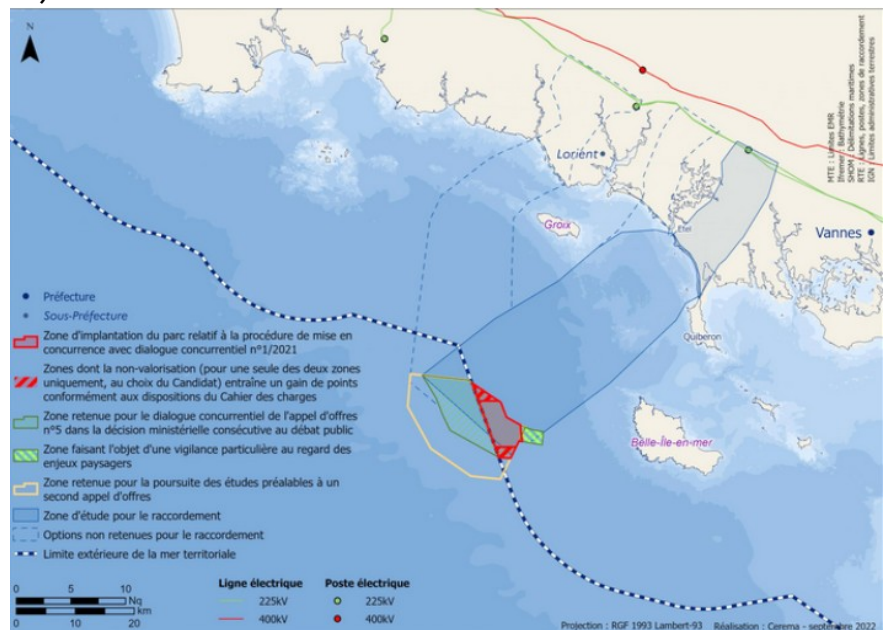 N
MTE : Limites EMR
Ifremer : Bathymétrie
SHOM : Délimitations maritimes
RTE : Lignes, postes, zones de raccordement
IGN : Limites administratives terrestres
Lorient
Groix
Etel
Vannes
Quiberon
Belle-Île-en-mer
Préfecture
Sous-Préfecture
Zone d'implantation du parc relatif à la procédure de mise en
concurrence avec dialogue concurrentiel n°1/2021
Zones dont la non-valorisation (pour une seule des deux zones
uniquement, au choix du Candidat) entraîne un gain de points
conformément aux dispositions du Cahier des charges
Zone retenue pour le dialogue concurrentiel de l'appel d'offres
n°5 dans la décision ministérielle consécutive au débat public
Zone faisant l'objet d'une vigilance particulière au regard des
enjeux paysagers
Zone retenue pour la poursuite des études préalables à un
second appel d'offres
Zone d'étude pour le raccordement
Options non retenues pour le raccordement
Limite extérieure de la mer territoriale
0 5 10
Nq
km
0 10 20
Ligne électrique
225kV
400kV
Poste électrique
225kV
400kV
Projection : RGF 1993 Lambert-93 Réalisation : Cerema - septembre 2022